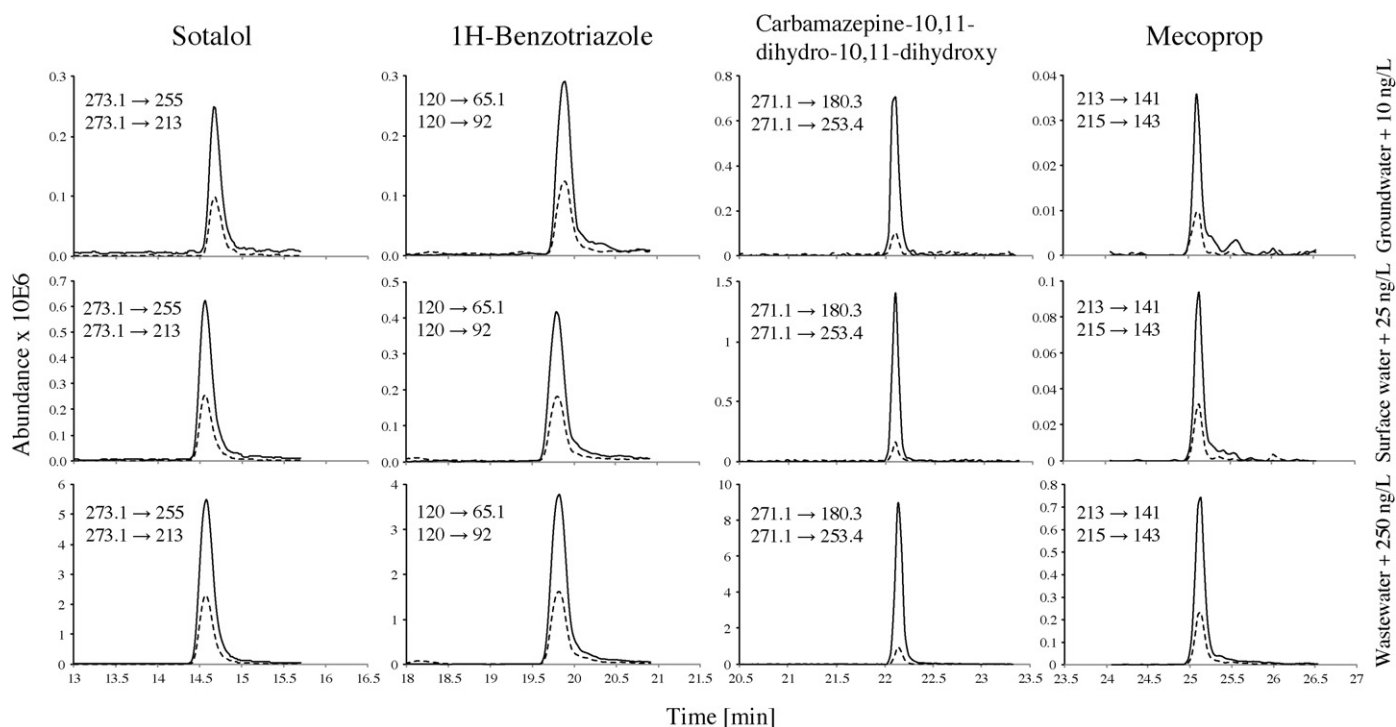 Sotalol
1H-Benzotriazole
Carbamazepine-10,11-
dihydro-10,11-dihydroxy
Mecoprop
Abundance x 10E6
0.3
0.2
0.1
0.0
273.1 → 255
273.1 → 213
0.3
0.2
0.1
0.0
120 → 65.1
120 → 92
0.8
0.6
0.4
0.2
0
271.1 → 180.3
271.1 → 253.4
0.04
0.03
0.02
0.01
0
213 → 141
215 → 143
Groundwater + 10 ng/L
0.7
0.6
0.5
0.4
0.3
0.2
0.1
0.0
273.1 → 255
273.1 → 213
0.5
0.4
0.3
0.2
0.1
0.0
120 → 65.1
120 → 92
1.5
1
0.5
0
271.1 → 180.3
271.1 → 253.4
0.1
0.08
0.06
0.04
0.02
0
213 → 141
215 → 143
Surface water + 25 ng/L
6
5
4
3
2
1
0
273.1 → 255
273.1 → 213
13 13.5 14 14.5 15 15.5 16 16.5
4
3
2
1
0
120 → 65.1
120 → 92
18 18.5 19 19.5 20 20.5 21 21.5
10
8
6
4
2
0
271.1 → 180.3
271.1 → 253.4
20.5 21 21.5 22 22.5 23 23.5
0.8
0.7
0.6
0.5
0.4
0.3
0.2
0.1
0
213 → 141
215 → 143
23.5 24 24.5 25 25.5 26 26.5 27
Wastewater + 250 ng/L
Time [min]